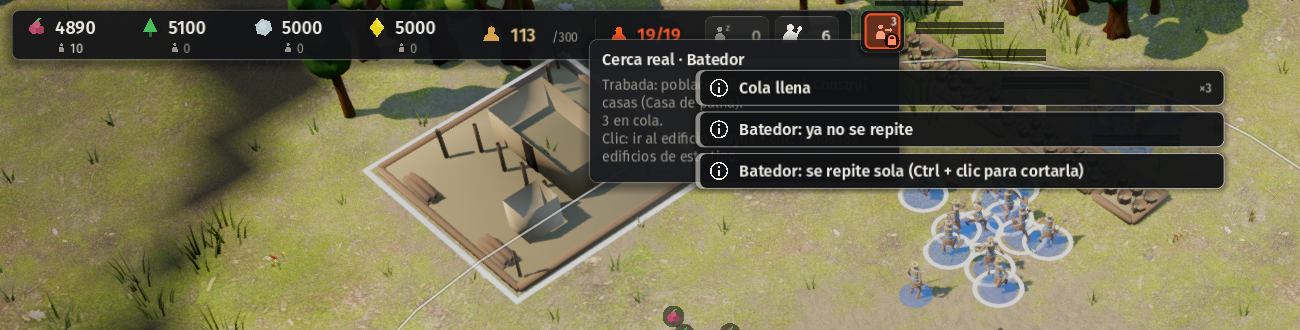 4890
5100
5000
5000
113 /300
19/19
0
6
3
10
0
0
0
Cerca real · Batedor
Trabada: pobla
casas (Casa de
3 en cola.
Clic: ir al edific
edificios de es
Cola llena
×3
Batedor: ya no se repite
Batedor: se repite sola (Ctrl + clic para cortarla)